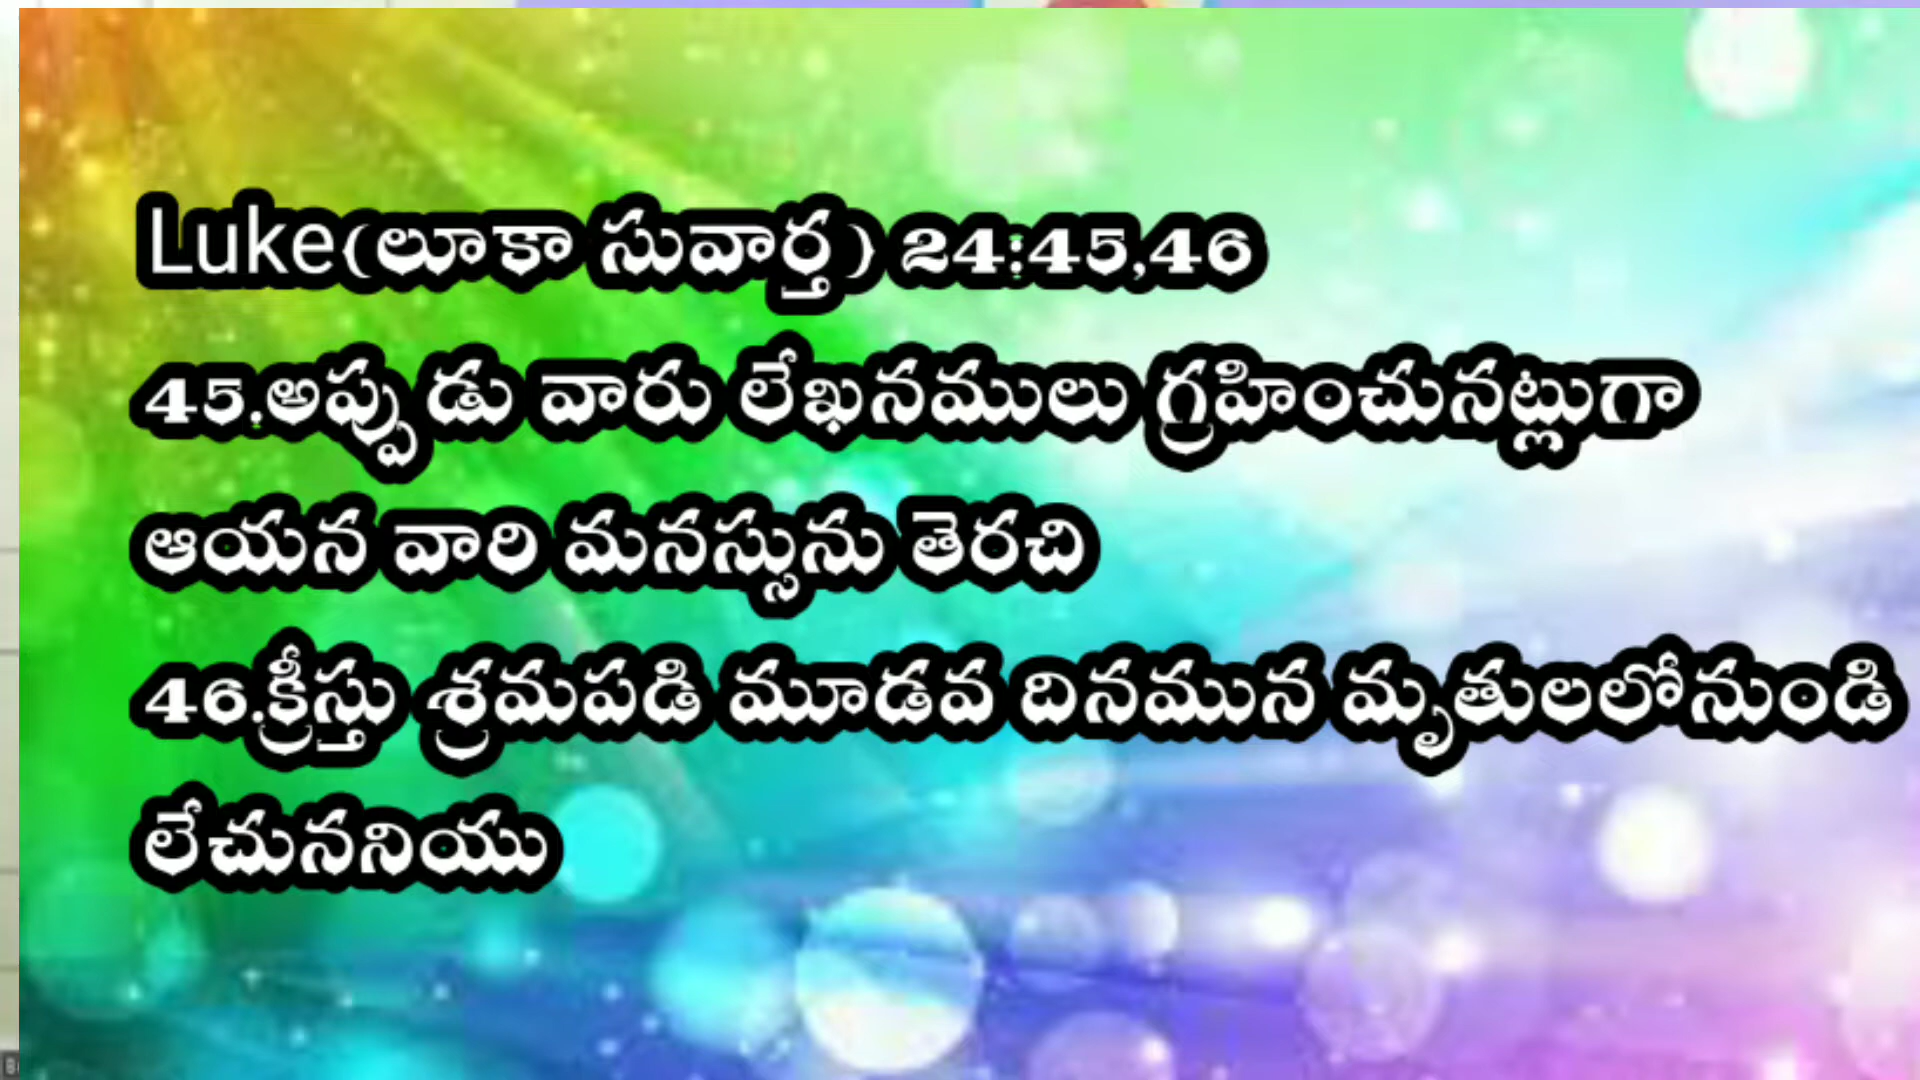 Luke(లూకా సువార్త) 24:45,46
45.అప్పుడు వారు లేఖనములు గ్రహించునట్లుగా
ఆయన వారి మనస్సును తెరచి
46.క్రీస్తు శ్రమపడి మూడవ దినమున మృతులలోనుండి
లేచుననియు